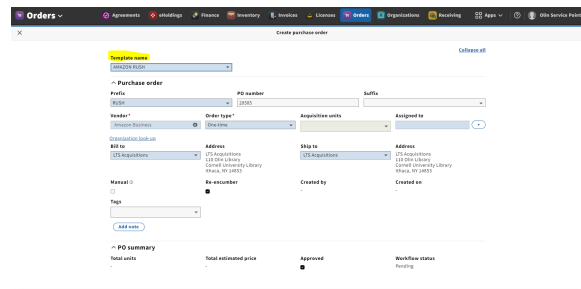 Orders
Agreements
eHoldings
Finance
Inventory
Invoices
Licenses
Orders
Organizations
Receiving
Apps
Olin Service Point
Create purchase order
Collapse all
Template name
AMAZON RUSH
Purchase order
Prefix
PO number
Suffix
RUSH
Vendor*
Order type*
Acquisition units
Assigned to
Amazon Business
One-time
Organization look-up
Bill to
Address
Ship to
Address
LTS Acquisitions
LTS Acquisitions
110 Olin Library
Cornell University Library
Ithaca, NY 14853
LTS Acquisitions
LTS Acquisitions
110 Olin Library
Cornell University Library
Ithaca, NY 14853
Manual
Re-encumber
Created by
Created on
-
-
Tags
Add note
PO summary
Total units
Total estimated price
Approved
Workflow status
-
-
Pending